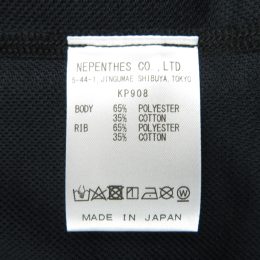 NEPENTHES CO.,LTD.
5-44-1,JINGUMAE SHIBUYA,TOKYO
KP908
BODY 65% POLYESTER
35% COTTON
RIB 65% POLYESTER
35% COTTON
MADE IN JAPAN